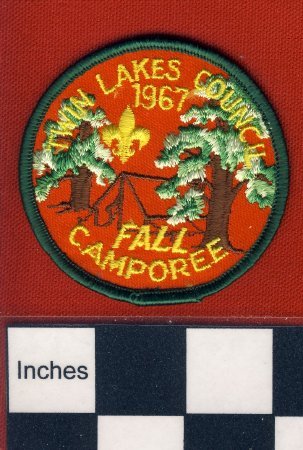 TWIN LAKES COUNCIL
1967
FALL
CAMPOREE
Inches